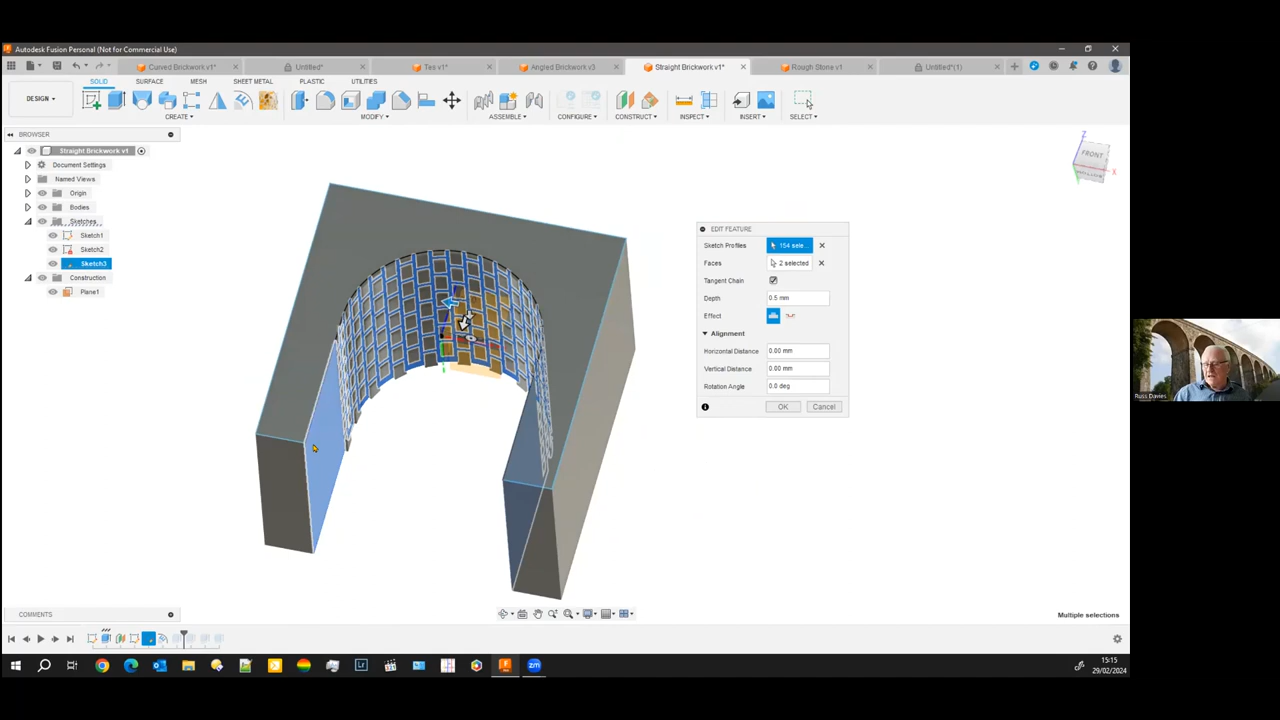 Autodesk Fusion Personal (Not for Commercial Use)
Curved Brickwork v1*
Untitled*
Tes v1*
Angled Brickwork v3
Straight Brickwork v1*
Rough Stone v1
Untitled*(1)
SOLID
SURFACE
MESH
SHEET METAL
PLASTIC
UTILITIES
DESIGN
CREATE
MODIFY
ASSEMBLE
CONFIGURE
CONSTRUCT
INSPECT
INSERT
SELECT
BROWSER
Straight Brickwork v1
Document Settings
Named Views
Origin
Bodies
Sketches
Sketch1
Sketch2
Sketch3
Construction
Plane1
Z
FRONT
X
EDIT FEATURE
Sketch Profiles 154 sele...
Faces 2 selected
Tangent Chain
Depth 0.5 mm
Effect
Alignment
Horizontal Distance 0.00 mm
Vertical Distance 0.00 mm
Rotation Angle 0.0 deg
OK Cancel
Russ Davies
COMMENTS
Multiple selections
15:15
29/02/2024